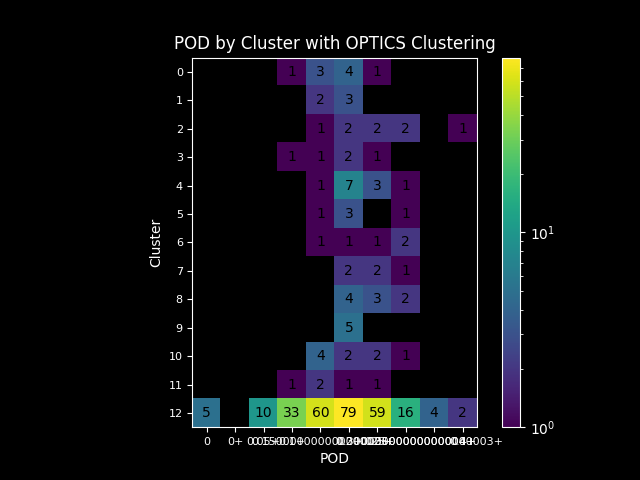 POD by Cluster with OPTICS Clustering
0 1 3 4 1
1 2 3
2 1 2 2 2 1
3 1 1 2 1
4 1 7 3 1
5 1 3 1
6 1 1 1 2
7 2 2 1
8 4 3 2
9 5
10 4 2 2 1
11 1 2 1 1
12 5 10 33 60 79 59 16 4 2
0 0+
POD
Cluster
10¹
10⁰